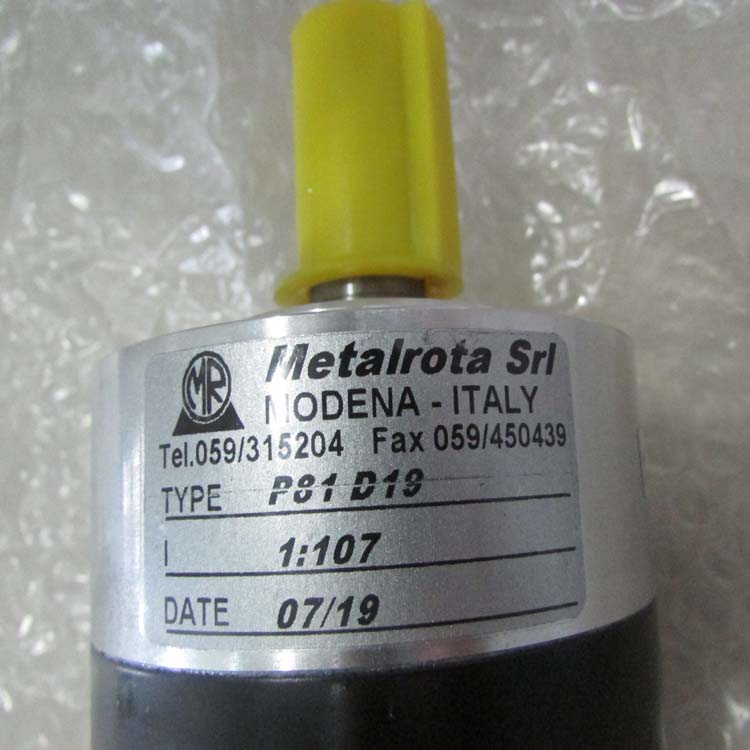 MR
Metalrota Srl
MODENA - ITALY
Tel.059/315204 Fax 059/450439
TYPE P81 D19
I 1:107
DATE 07/19